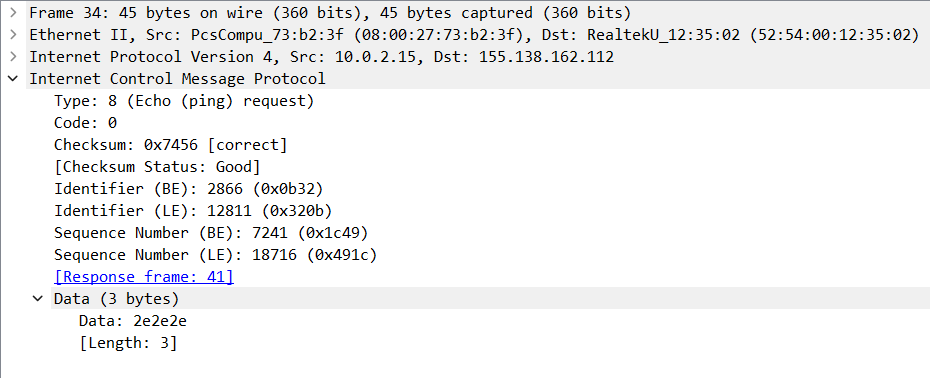 Frame 34: 45 bytes on wire (360 bits), 45 bytes captured (360 bits)
Ethernet II, Src: PcsCompu_73:b2:3f (08:00:27:73:b2:3f), Dst: RealtekU_12:35:02 (52:54:00:12:35:02)
Internet Protocol Version 4, Src: 10.0.2.15, Dst: 155.138.162.112
Internet Control Message Protocol
Type: 8 (Echo (ping) request)
Code: 0
Checksum: 0x7456 [correct]
[Checksum Status: Good]
Identifier (BE): 2866 (0x0b32)
Identifier (LE): 12811 (0x320b)
Sequence Number (BE): 7241 (0x1c49)
Sequence Number (LE): 18716 (0x491c)
[Response frame: 41]
Data (3 bytes)
Data: 2e2e2e
[Length: 3]